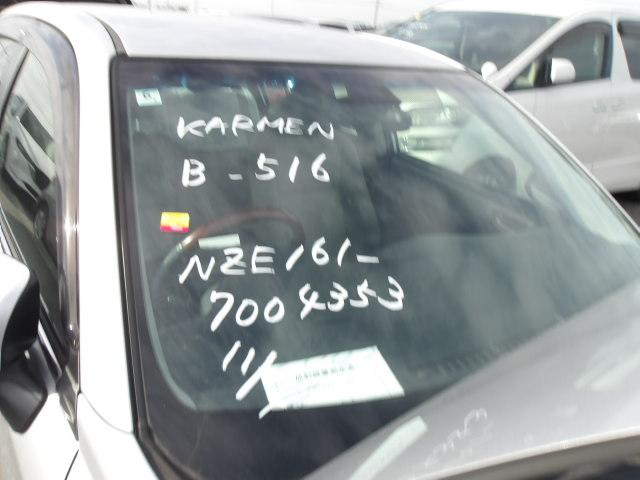 KARMEN-
B-516
NZE161-
7004353
11/